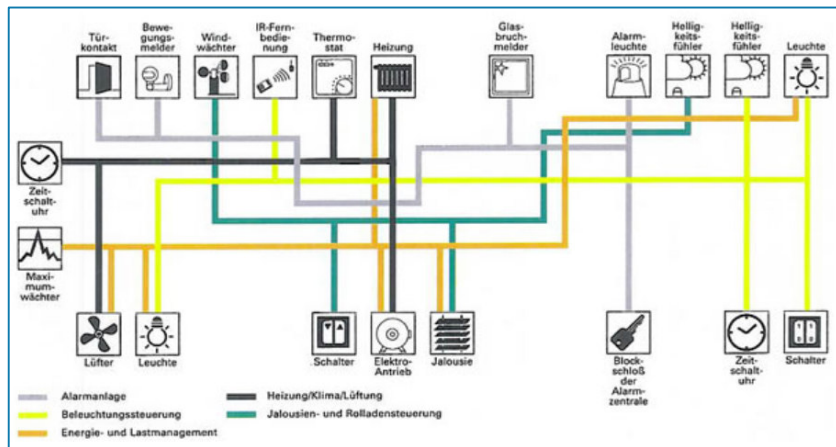 Tür-
kontakt
Bewe-
gungs-
melder
Wind-
wächter
IR-Fern-
bedie-
nung
Thermo-
stat
Heizung
Glas-
bruch-
melder
Alarm-
leuchte
Hellig-
keits-
fühler
Hellig-
keits-
fühler
Leuchte
Zeit-
schalt-
uhr
Maxi-
mum-
wächter
Lüfter
Leuchte
Schalter
Elektro-
Antrieb
Jalousie
Block-
schloß
der
Alarm-
zentrale
Zeit-
schalt-
uhr
Schalter
Alarmanlage
Beleuchtungssteuerung
Energie- und Lastmanagement
Heizung/Klima/Lüftung
Jalousien- und Rolladensteuerung